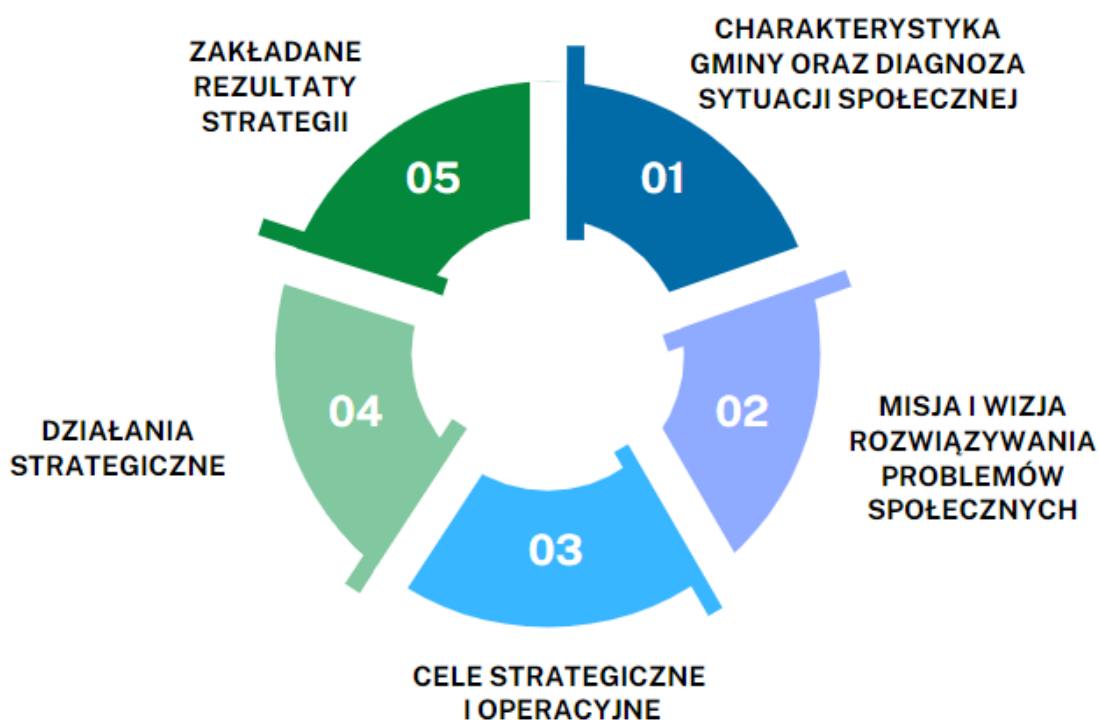 CHARAKTERYSTYKA
GMINY ORAZ DIAGNOZA
SYTUACJI SPOŁECZNEJ
01
MISJA I WIZJA
ROZWIĄZYWANIA
PROBLEMÓW
SPOŁECZNYCH
02
CELE STRATEGICZNE
I OPERACYJNE
03
DZIAŁANIA
STRATEGICZNE
04
ZAKŁADANE
REZULTATY
STRATEGII
05